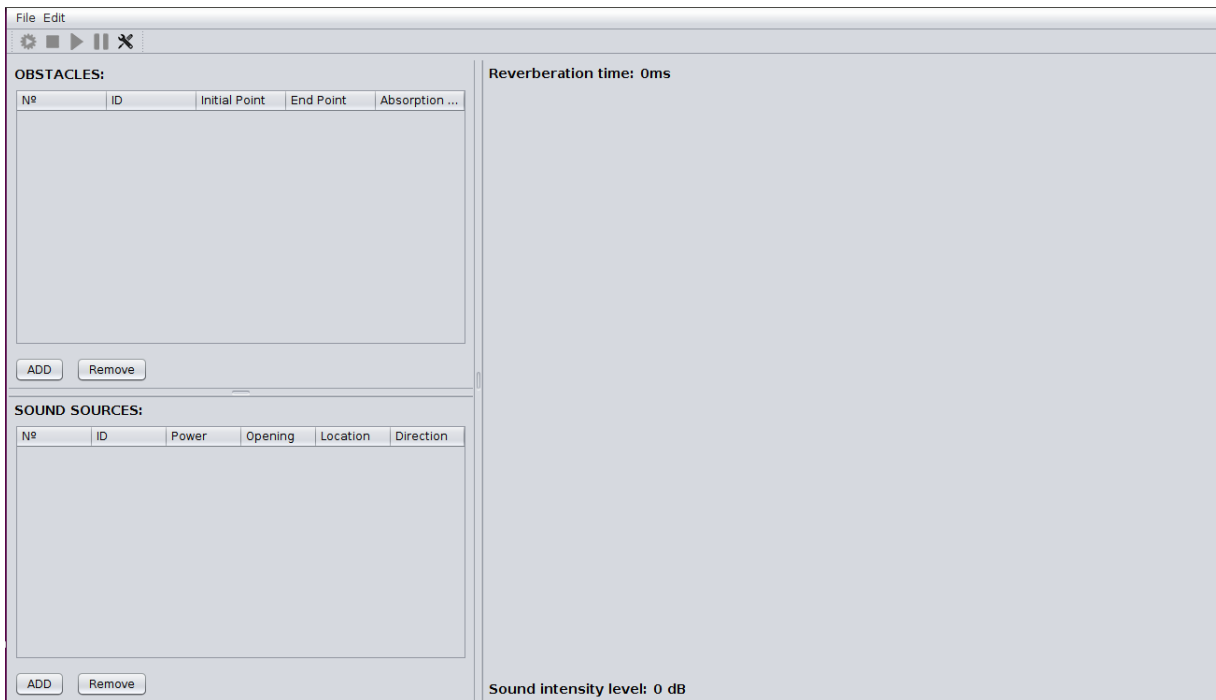 File Edit
OBSTACLES:
Nº ID Initial Point End Point Absorption ...
ADD Remove
SOUND SOURCES:
Nº ID Power Opening Location Direction
ADD Remove
Reverberation time: 0ms
Sound intensity level: 0 dB